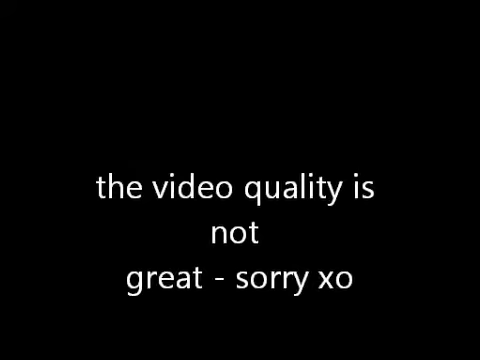 the video quality is
not
great - sorry xo